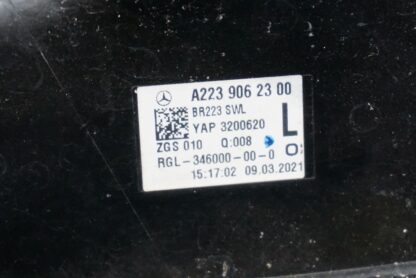 A223 906 23 00
BR223 SWL
YAP 3200620
L
ZGS 010 Q:008
RGL-346000-00-0
15:17:02 09.03.2021